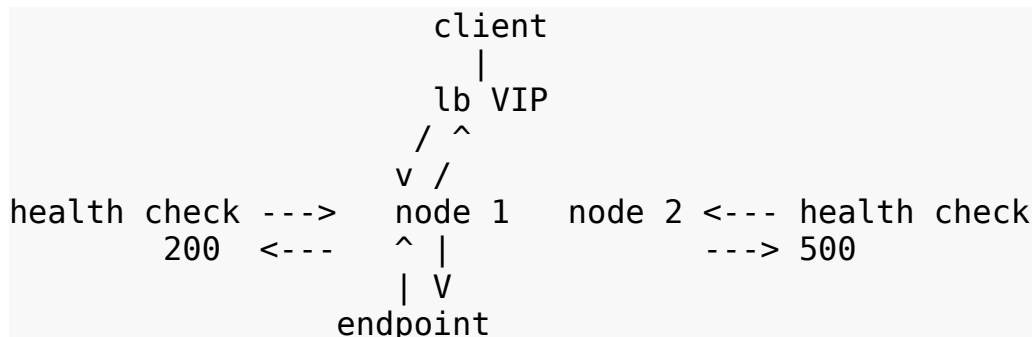 client
|
lb VIP
/ ^
v /
health check ---> node 1 node 2 <--- health check
200 <--- ^ | ---> 500
| V
endpoint